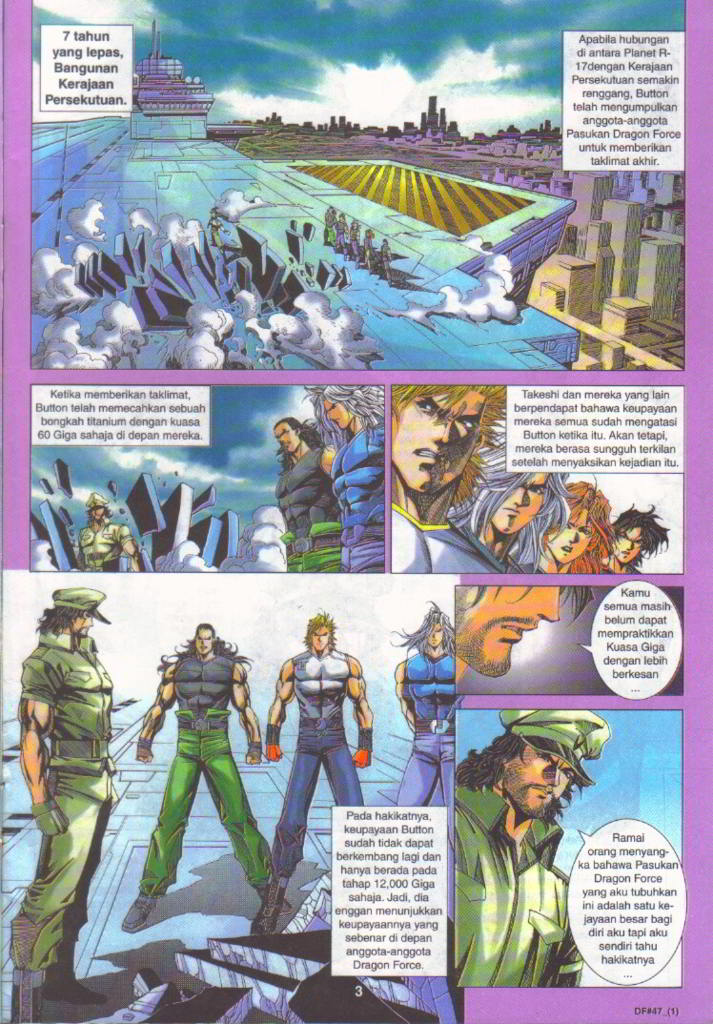 7 tahun
yang lepas,
Bangunan
Kerajaan
Persekutuan.
Apabila hubungan
di antara Planet R-
17dengan Kerajaan
Persekutuan semakin
renggang, Button
telah mengumpulkan
anggota-anggota
Pasukan Dragon Force
untuk memberikan
taklimat akhir.
Ketika memberikan taklimat,
Button telah memecahkan sebuah
bongkah titanium dengan kuasa
60 Giga sahaja di depan mereka.
Takeshi dan mereka yang lain
berpendapat bahawa keupayaan
mereka semua sudah mengatasi
Button ketika itu. Akan tetapi,
mereka berasa sungguh terkilan
setelah menyaksikan kejadian itu.
Kamu
semua masih
belum dapat
mempraktikkan
Kuasa Giga
dengan lebih
berkesan
...
Pada hakikatnya,
keupayaan Button
sudah tidak dapat
berkembang lagi dan
hanya berada pada
tahap 12,000 Giga
sahaja. Jadi, dia
enggan menunjukkan
keupayaannya yang
sebenar di depan
anggota-anggota
Dragon Force.
Ramai
orang menyang-
ka bahawa Pasukan
Dragon Force
yang aku tubuhkan
ini adalah satu ke-
jayaan besar bagi
diri aku tapi aku
sendiri tahu
hakikatnya
...
3
DF#47_(1)